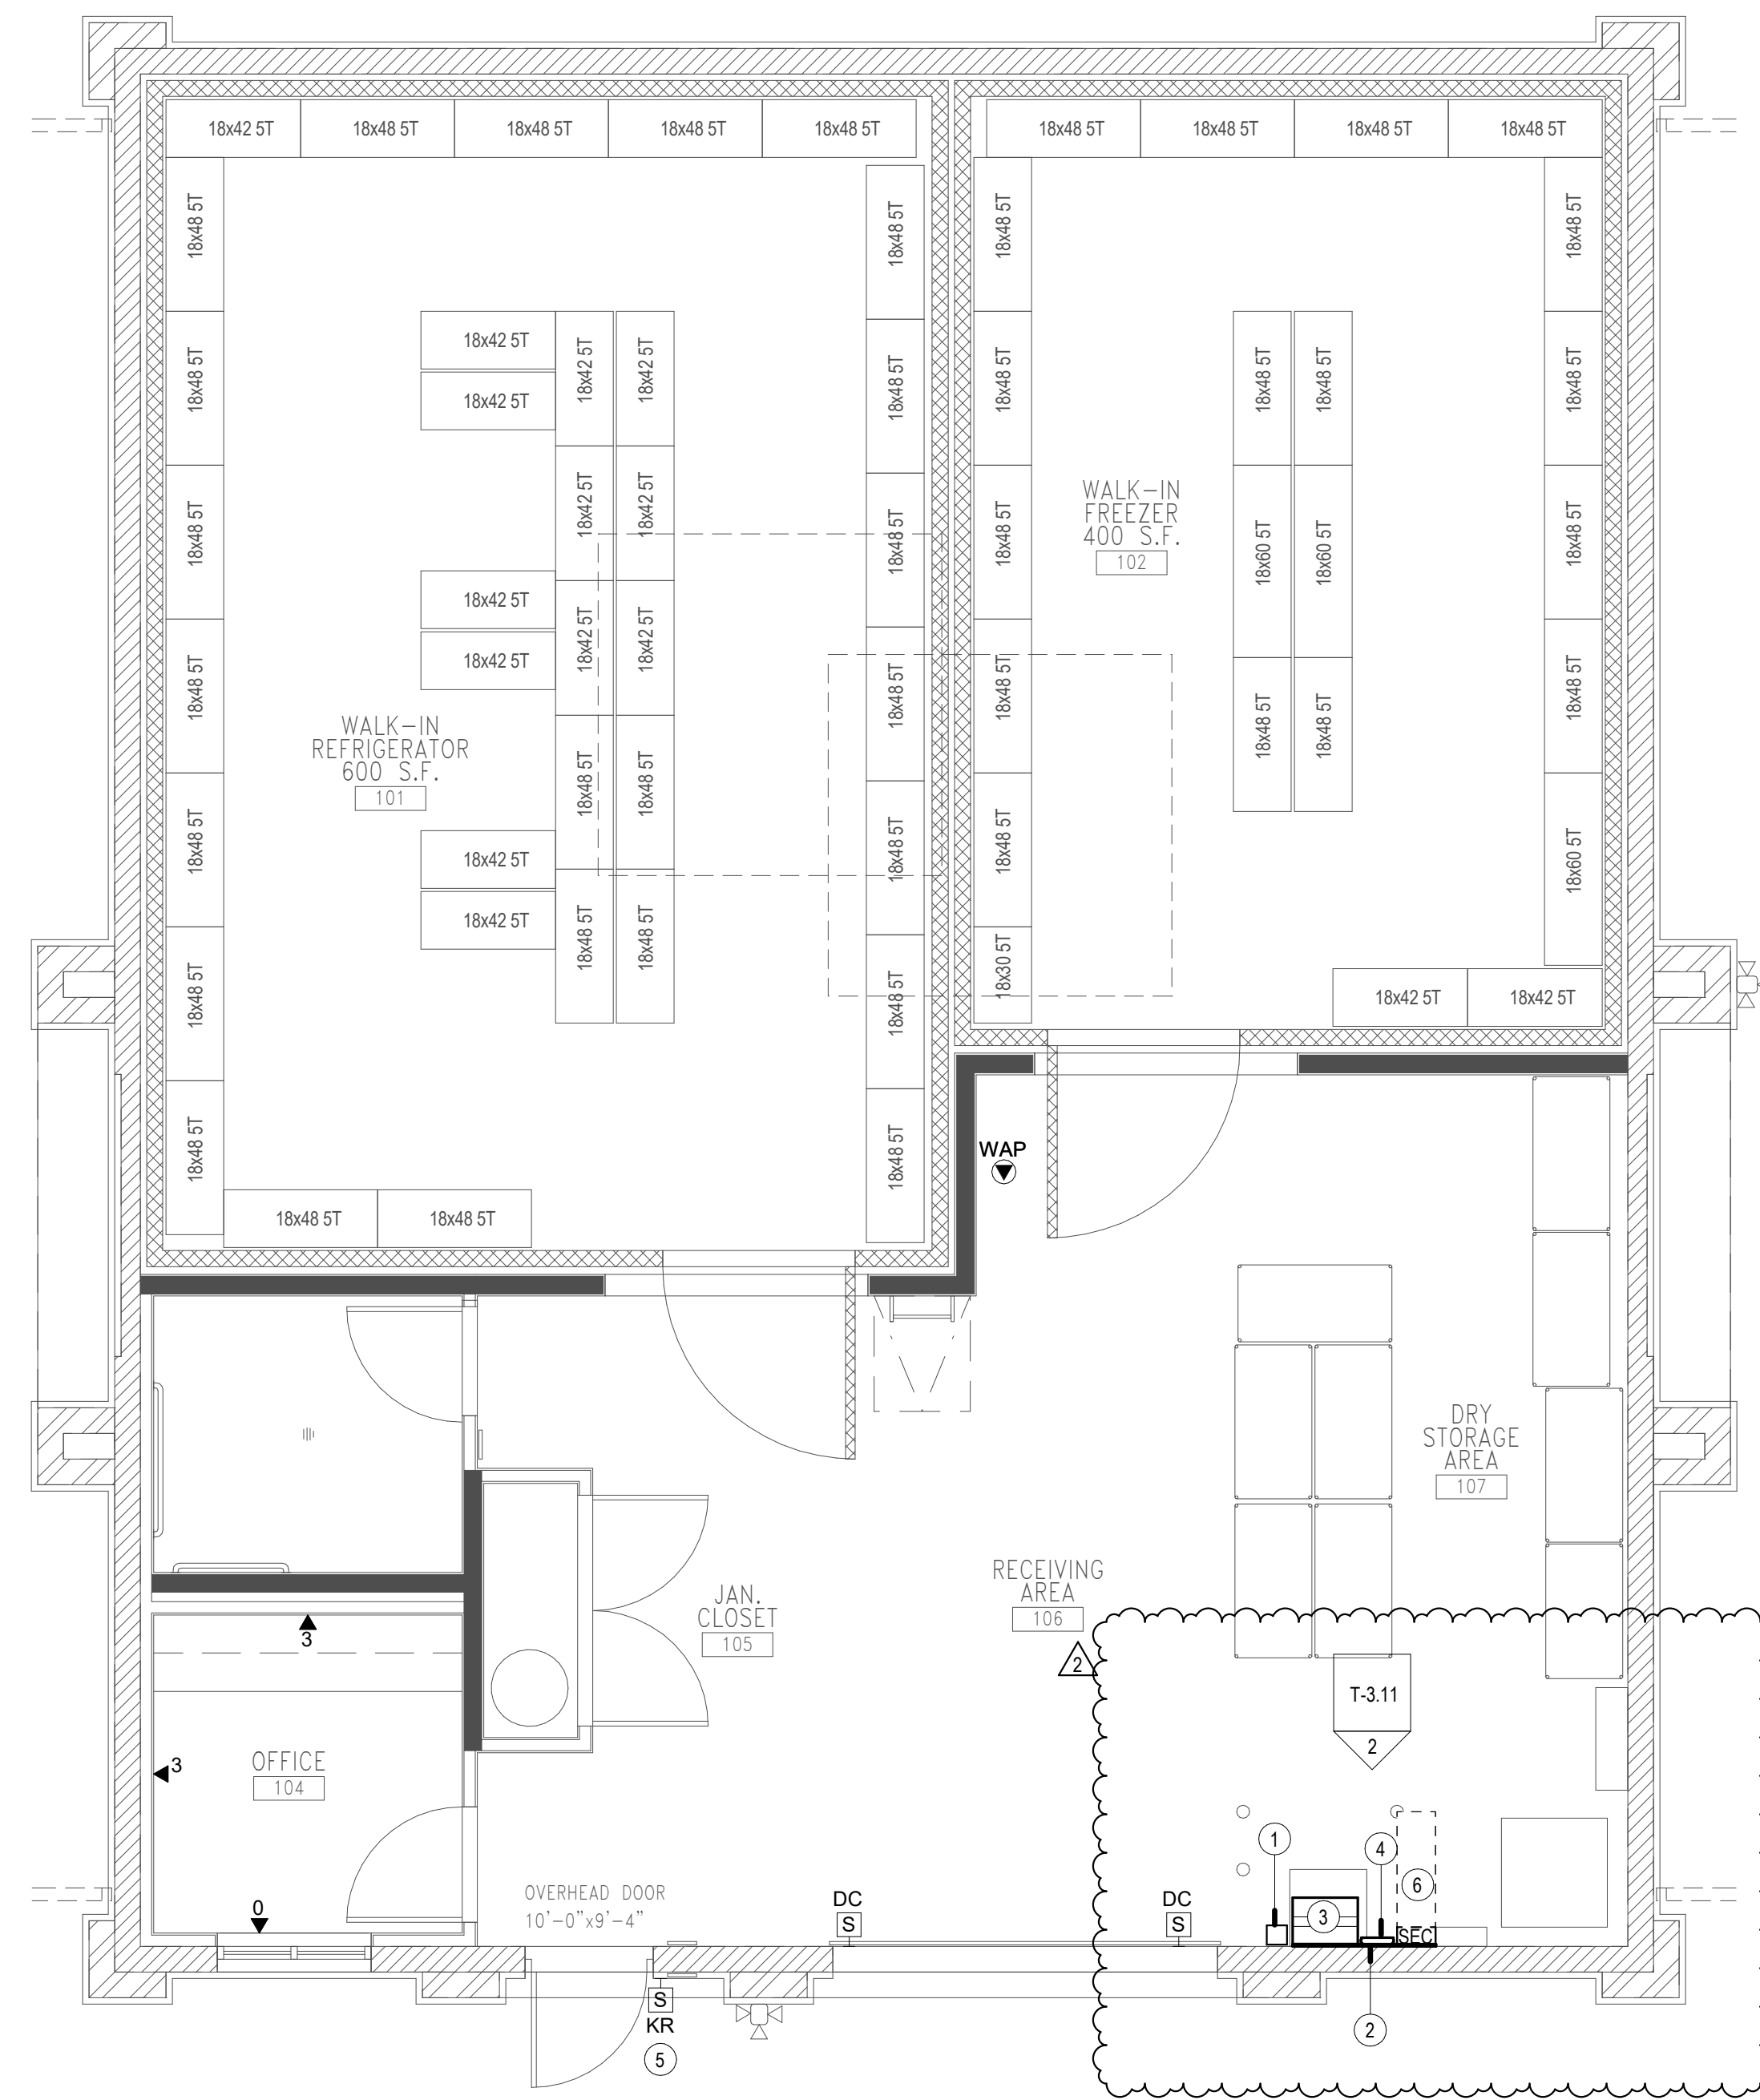 18x42 5T 18x48 5T 18x48 5T 18x48 5T 18x48 5T 18x48 5T 18x48 5T 18x48 5T 18x48 5T
18x48 5T
18x48 5T
18x48 5T
18x48 5T
18x48 5T
18x48 5T
18x48 5T
18x48 5T 18x48 5T
18x42 5T
18x42 5T
18x42 5T
18x42 5T
18x42 5T
18x42 5T
18x42 5T
18x42 5T
18x42 5T
18x48 5T
18x48 5T
18x42 5T
18x42 5T
18x42 5T
18x48 5T
18x48 5T
18x48 5T
18x48 5T
18x48 5T
18x48 5T
18x48 5T
18x48 5T
18x48 5T
WALK-IN
REFRIGERATOR
600 S.F.
101
18x48 5T
18x48 5T
18x48 5T
18x48 5T
18x48 5T
18x30 5T
18x48 5T
18x60 5T
18x48 5T
18x48 5T
18x60 5T
18x48 5T
18x48 5T
18x48 5T
18x48 5T
18x48 5T
18x60 5T
18x42 5T 18x42 5T
WALK-IN
FREEZER
400 S.F.
102
WAP
DRY
STORAGE
AREA
107
RECEIVING
AREA
106
JAN.
CLOSET
105
2
T-3.11
2
3
3
OFFICE
104
0
OVERHEAD DOOR
10'-0"x9'-4"
DC
S
DC
S
1
3
4
6
SEC
2
S
KR
5